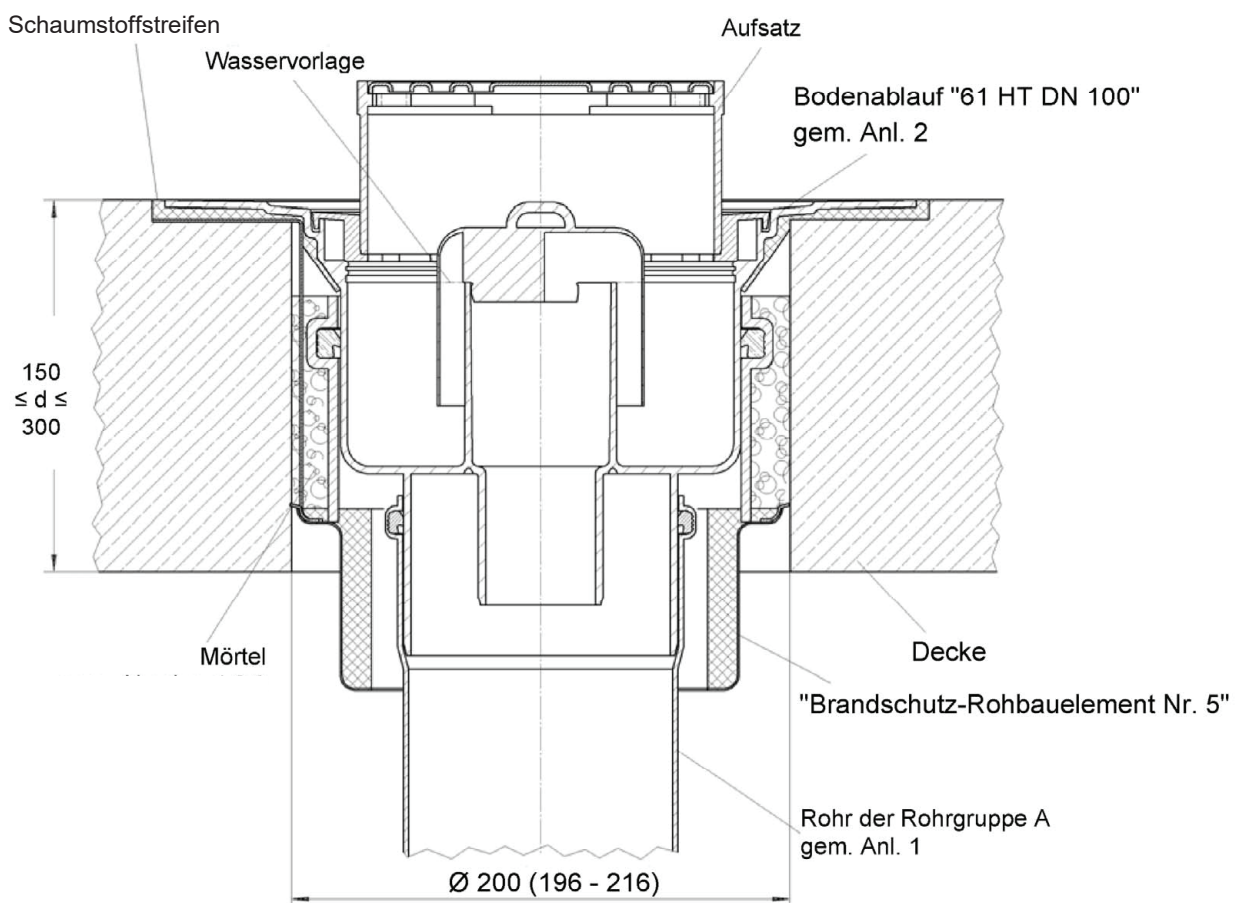 Schaumstoffstreifen
Wasservorlage
Aufsatz
Bodenablauf "61 HT DN 100"
gem. Anl. 2
150
≤ d ≤
300
Mörtel
Decke
"Brandschutz-Rohbauelement Nr. 5"
Rohr der Rohrgruppe A
gem. Anl. 1
Ø 200 (196 - 216)